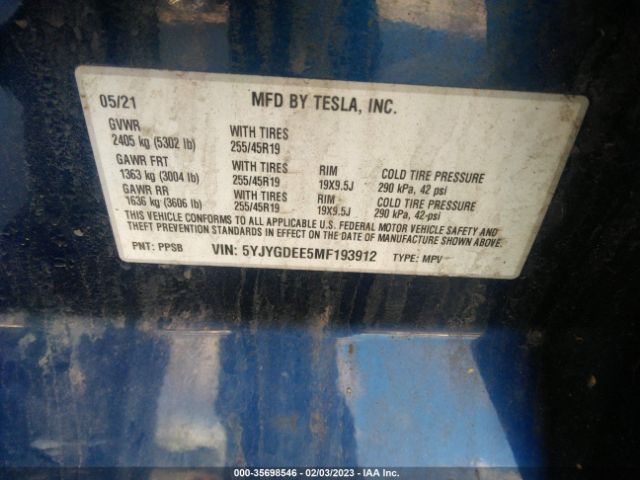 05/21 MFD BY TESLA, INC.
GVWR
2405 kg (5302 lb) WITH TIRES
255/45R19
GAWR FRT
1363 kg (3004 lb) WITH TIRES
255/45R19 RIM
19X9.5J COLD TIRE PRESSURE
290 kPa, 42 psi
GAWR RR
1636 kg (3606 lb) WITH TIRES
255/45R19 RIM
19X9.5J COLD TIRE PRESSURE
290 kPa, 42 psi
THIS VEHICLE CONFORMS TO ALL APPLICABLE U.S. FEDERAL MOTOR VEHICLE SAFETY AND
THEFT PREVENTION STANDARDS IN EFFECT ON THE DATE OF MANUFACTURE SHOWN ABOVE.
PNT: PPSB VIN: 5YJYGDEE5MF193912 TYPE: MPV
000-35698546 - 02/03/2023 - IAA Inc.